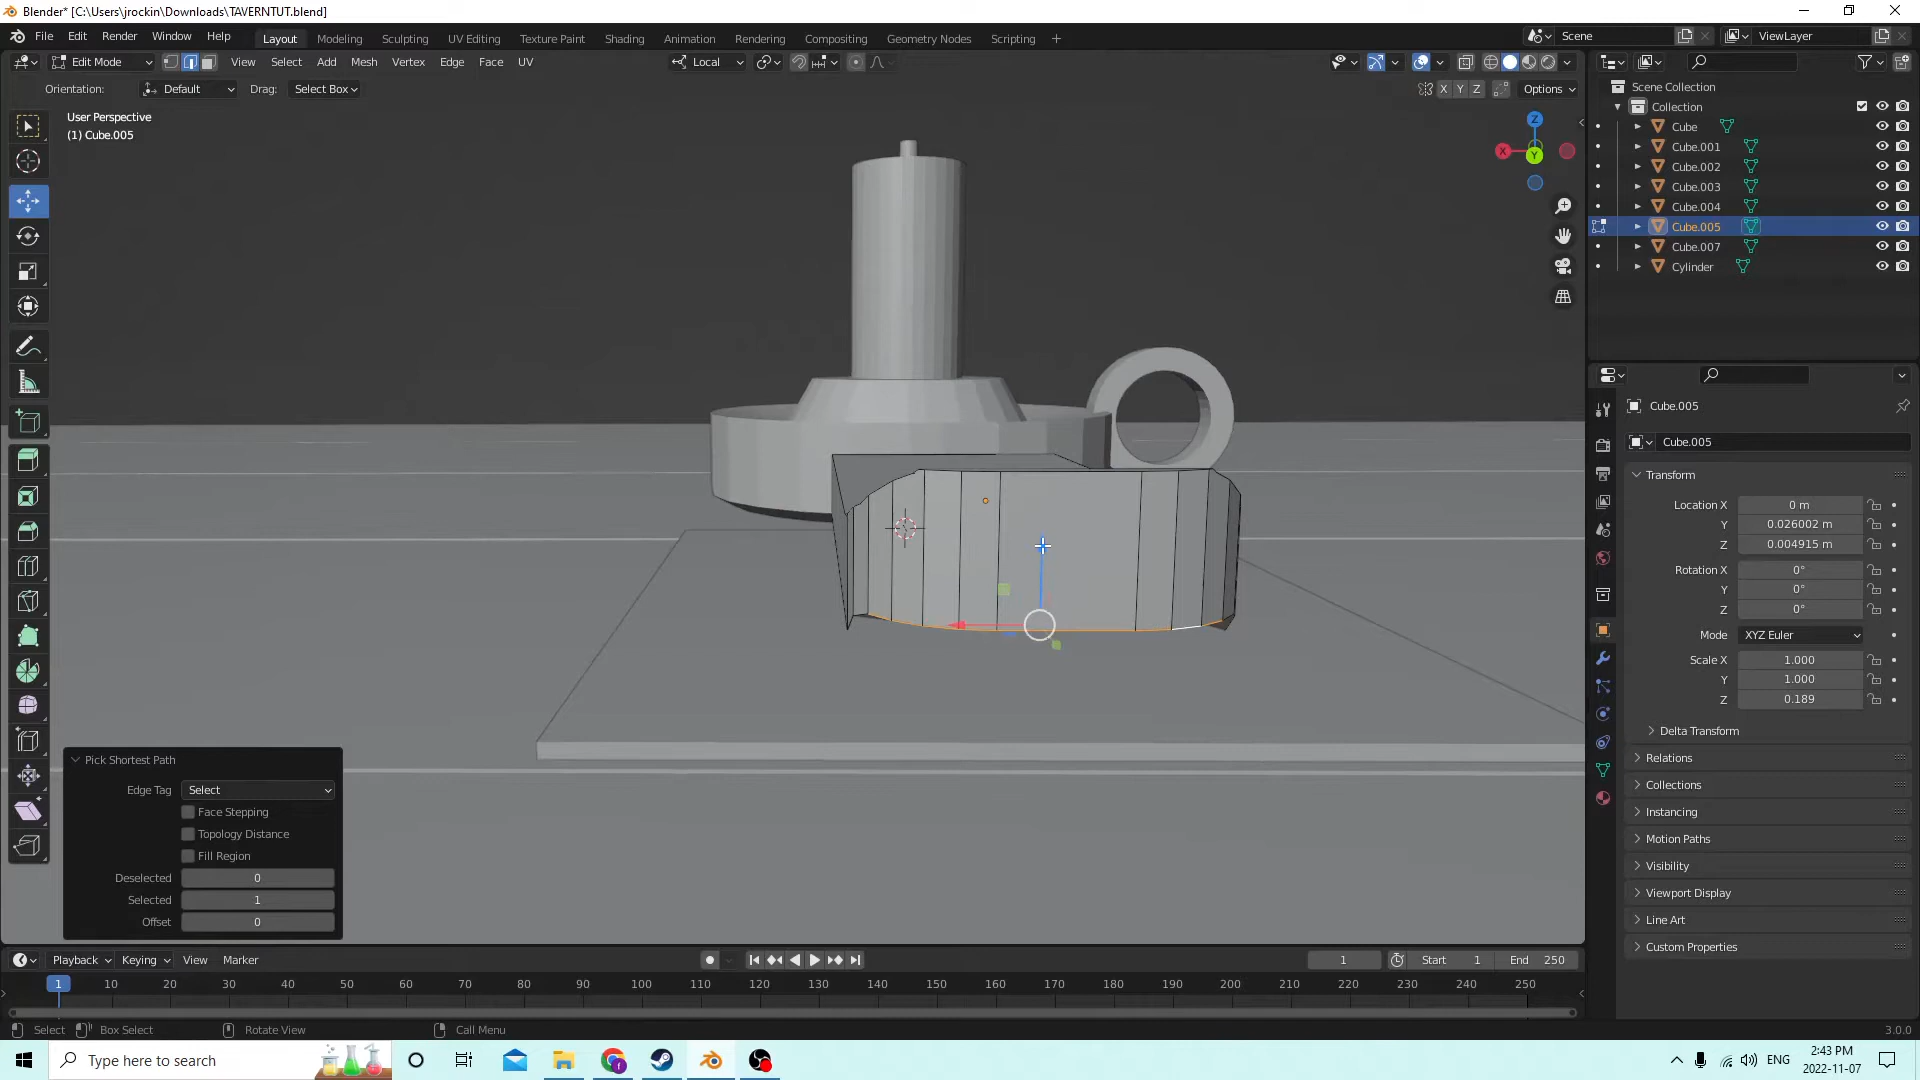 Blender* [C:\Users\jrockin\Downloads\TAVERNTUT.blend]
File Edit Render Window Help
Layout Modeling Sculpting UV Editing Texture Paint Shading Animation Rendering Compositing Geometry Nodes Scripting +
Scene
ViewLayer
Edit Mode
View Select Add Mesh Vertex Edge Face UV
Local
Orientation: Default Drag: Select Box
X Y Z Options
User Perspective
(1) Cube.005
Z
X
Y
Scene Collection
Collection
Cube
Cube.001
Cube.002
Cube.003
Cube.004
Cube.005
Cube.007
Cylinder
Cube.005
Cube.005
Transform
Location X 0 m
Y 0.026002 m
Z 0.004915 m
Rotation X 0°
Y 0°
Z 0°
Mode XYZ Euler
Scale X 1.000
Y 1.000
Z 0.189
Delta Transform
Relations
Collections
Instancing
Motion Paths
Visibility
Viewport Display
Line Art
Custom Properties
Pick Shortest Path
Edge Tag Select
Face Stepping
Topology Distance
Fill Region
Deselected 0
Selected 1
Offset 0
Playback Keying View Marker
1 Start 1 End 250
1 10 20 30 40 50 60 70 80 90 100 110 120 130 140 150 160 170 180 190 200 210 220 230 240 250
Select Box Select Rotate View Call Menu 3.0.0
Type here to search
ENG
2:43 PM
2022-11-07